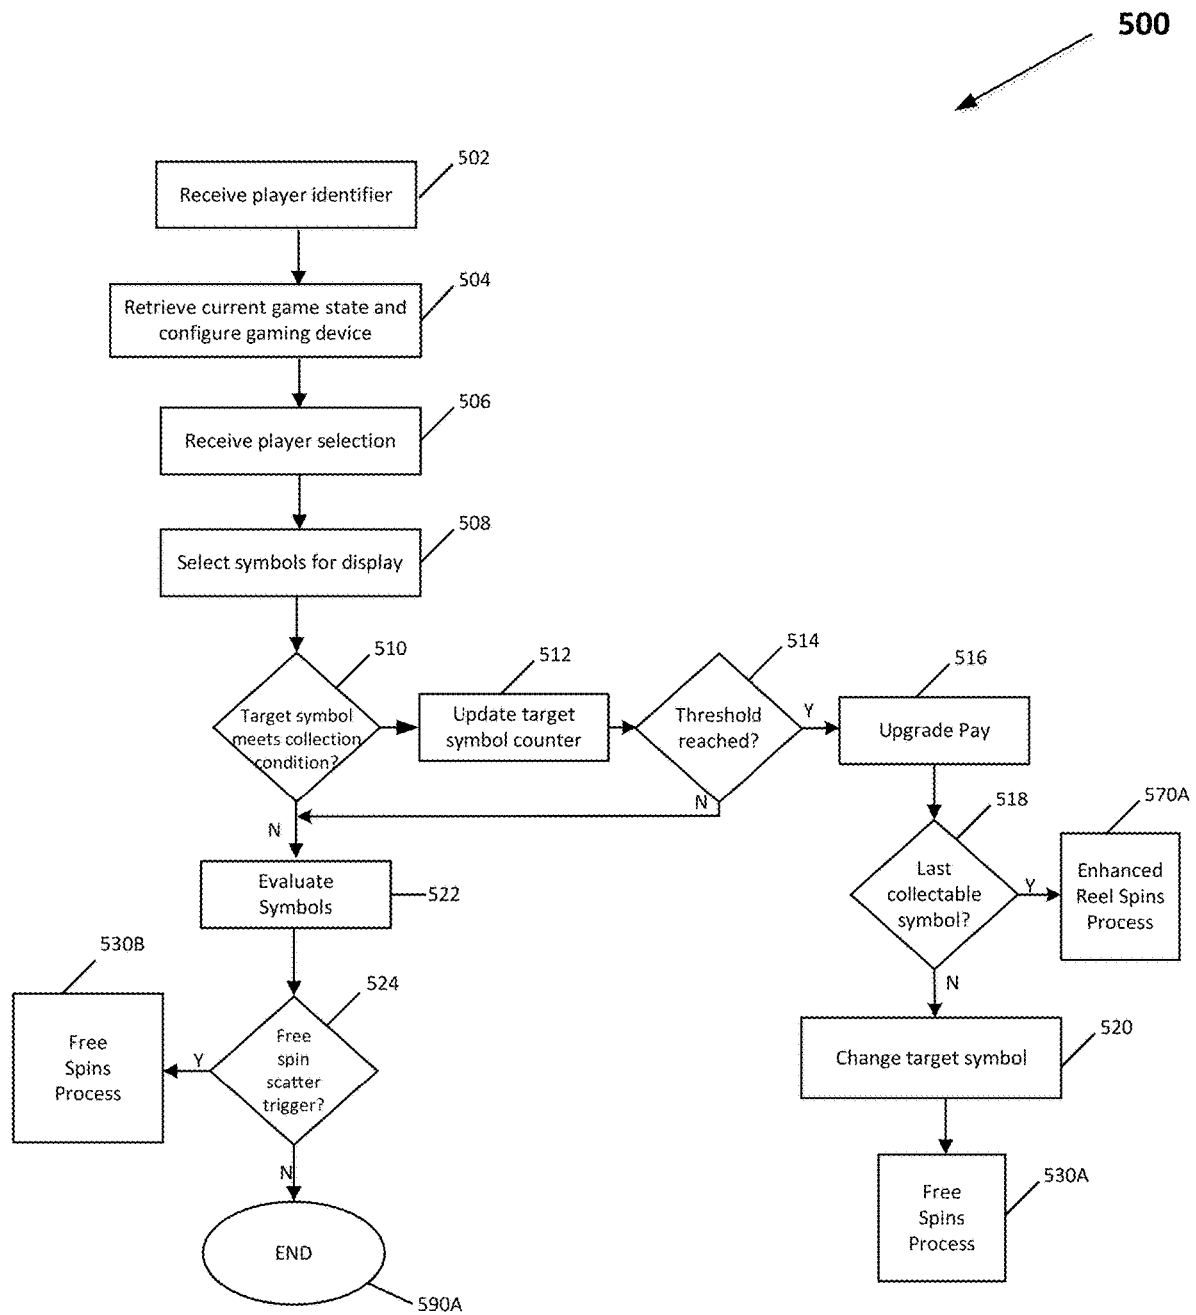 500
502
Receive player identifier
504
Retrieve current game state and
configure gaming device
506
Receive player selection
508
Select symbols for display
510
Target symbol
meets collection
condition?
512
Update target
symbol counter
514
Threshold
reached?
Y
N
516
Upgrade Pay
518
Last
collectable
symbol?
Y
N
570A
Enhanced
Reel Spins
Process
N
Evaluate
Symbols
522
530B
Free
Spins
Process
524
Free
spin
scatter
trigger?
Y
N
520
Change target symbol
530A
Free
Spins
Process
END
590A